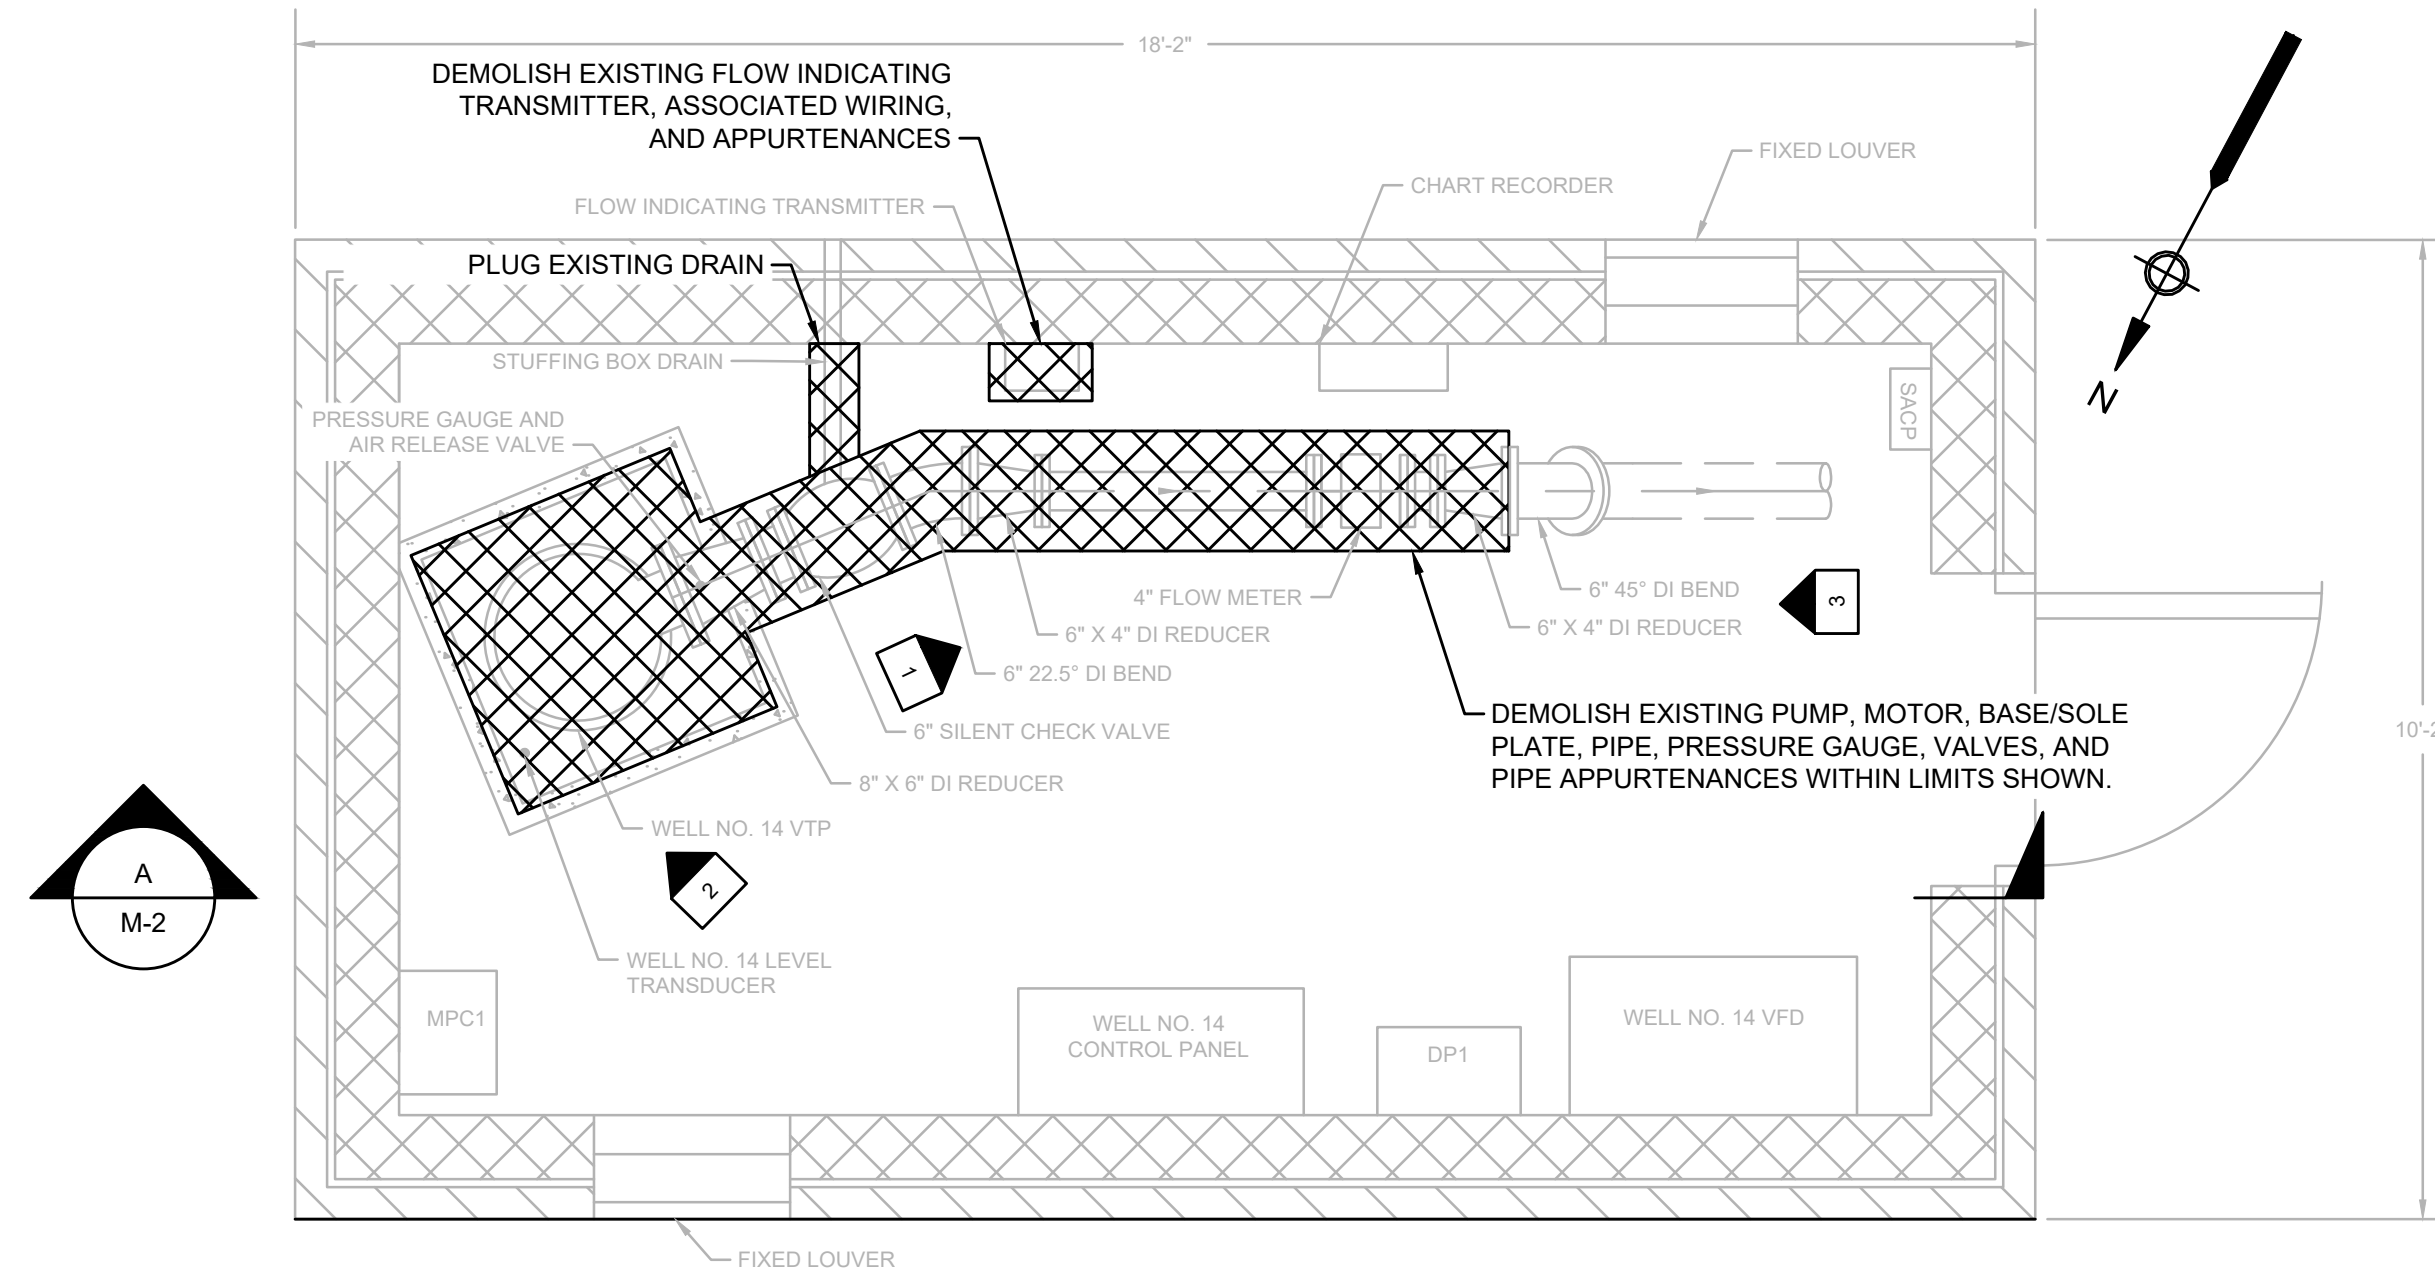 18'-2"
DEMOLISH EXISTING FLOW INDICATING
TRANSMITTER, ASSOCIATED WIRING,
AND APPURTENANCES
FIXED LOUVER
CHART RECORDER
FLOW INDICATING TRANSMITTER
PLUG EXISTING DRAIN
STUFFING BOX DRAIN
N
SACP
PRESSURE GAUGE AND
AIR RELEASE VALVE
4" FLOW METER
6" 45° DI BEND
3
6" X 4" DI REDUCER
6" X 4" DI REDUCER
1
6" 22.5° DI BEND
6" SILENT CHECK VALVE
8" X 6" DI REDUCER
DEMOLISH EXISTING PUMP, MOTOR, BASE/SOLE
PLATE, PIPE, PRESSURE GAUGE, VALVES, AND
PIPE APPURTENANCES WITHIN LIMITS SHOWN.
10'-2
WELL NO. 14 VTP
A
M-2
2
WELL NO. 14 LEVEL
TRANSDUCER
MPC1
WELL NO. 14
CONTROL PANEL
DP1
WELL NO. 14 VFD
FIXED LOUVER